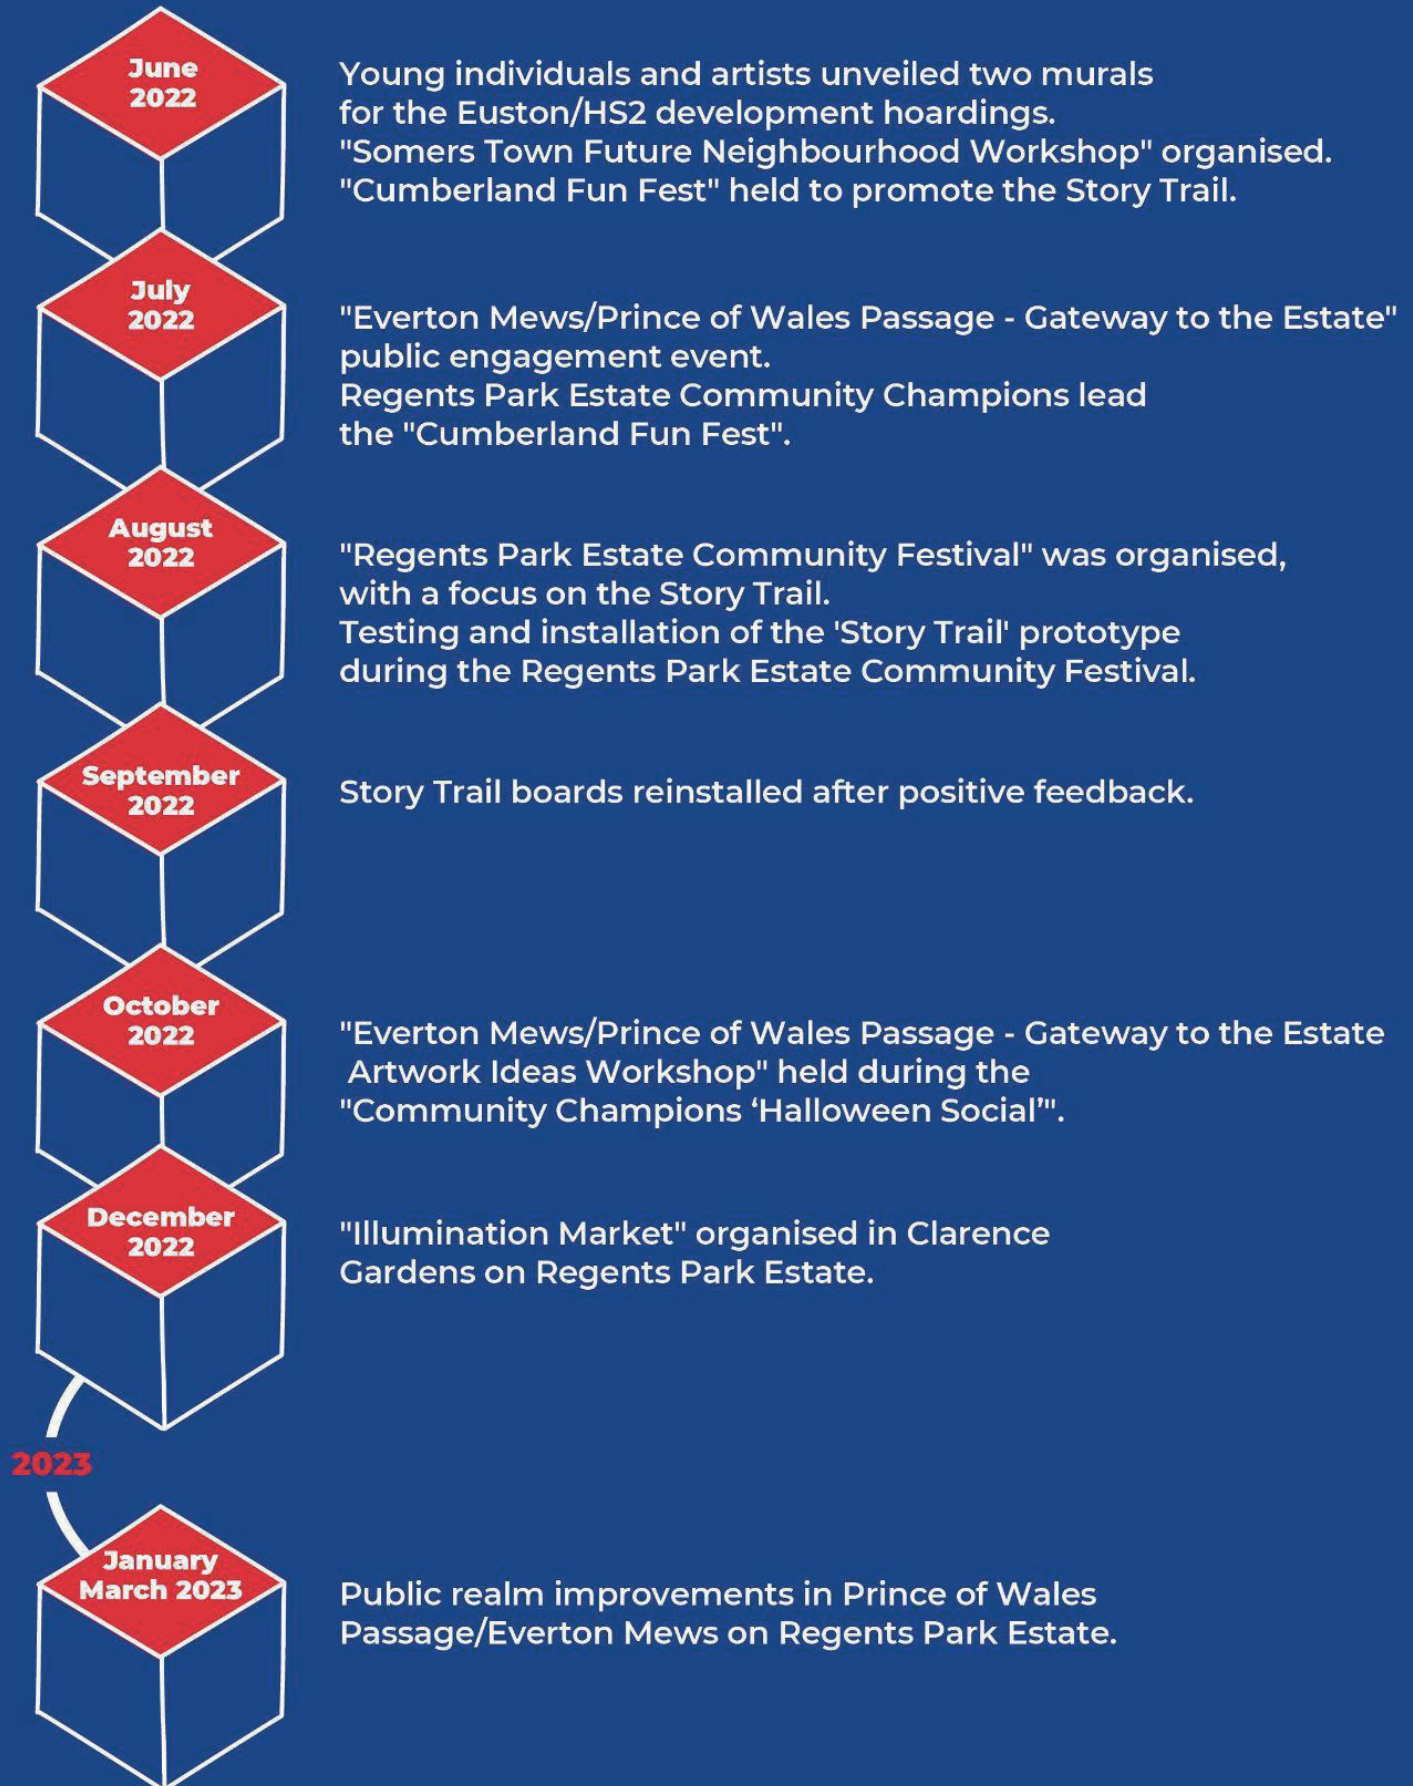 June
2022
Young individuals and artists unveiled two murals
for the Euston/HS2 development hoardings.
"Somers Town Future Neighbourhood Workshop" organised.
"Cumberland Fun Fest" held to promote the Story Trail.
July
2022
"Everton Mews/Prince of Wales Passage - Gateway to the Estate"
public engagement event.
Regents Park Estate Community Champions lead
the "Cumberland Fun Fest".
August
2022
"Regents Park Estate Community Festival" was organised,
with a focus on the Story Trail.
Testing and installation of the 'Story Trail' prototype
during the Regents Park Estate Community Festival.
September
2022
Story Trail boards reinstalled after positive feedback.
October
2022
"Everton Mews/Prince of Wales Passage - Gateway to the Estate
Artwork Ideas Workshop" held during the
"Community Champions ‘Halloween Social’".
December
2022
"Illumination Market" organised in Clarence
Gardens on Regents Park Estate.
2023
January
March 2023
Public realm improvements in Prince of Wales
Passage/Everton Mews on Regents Park Estate.